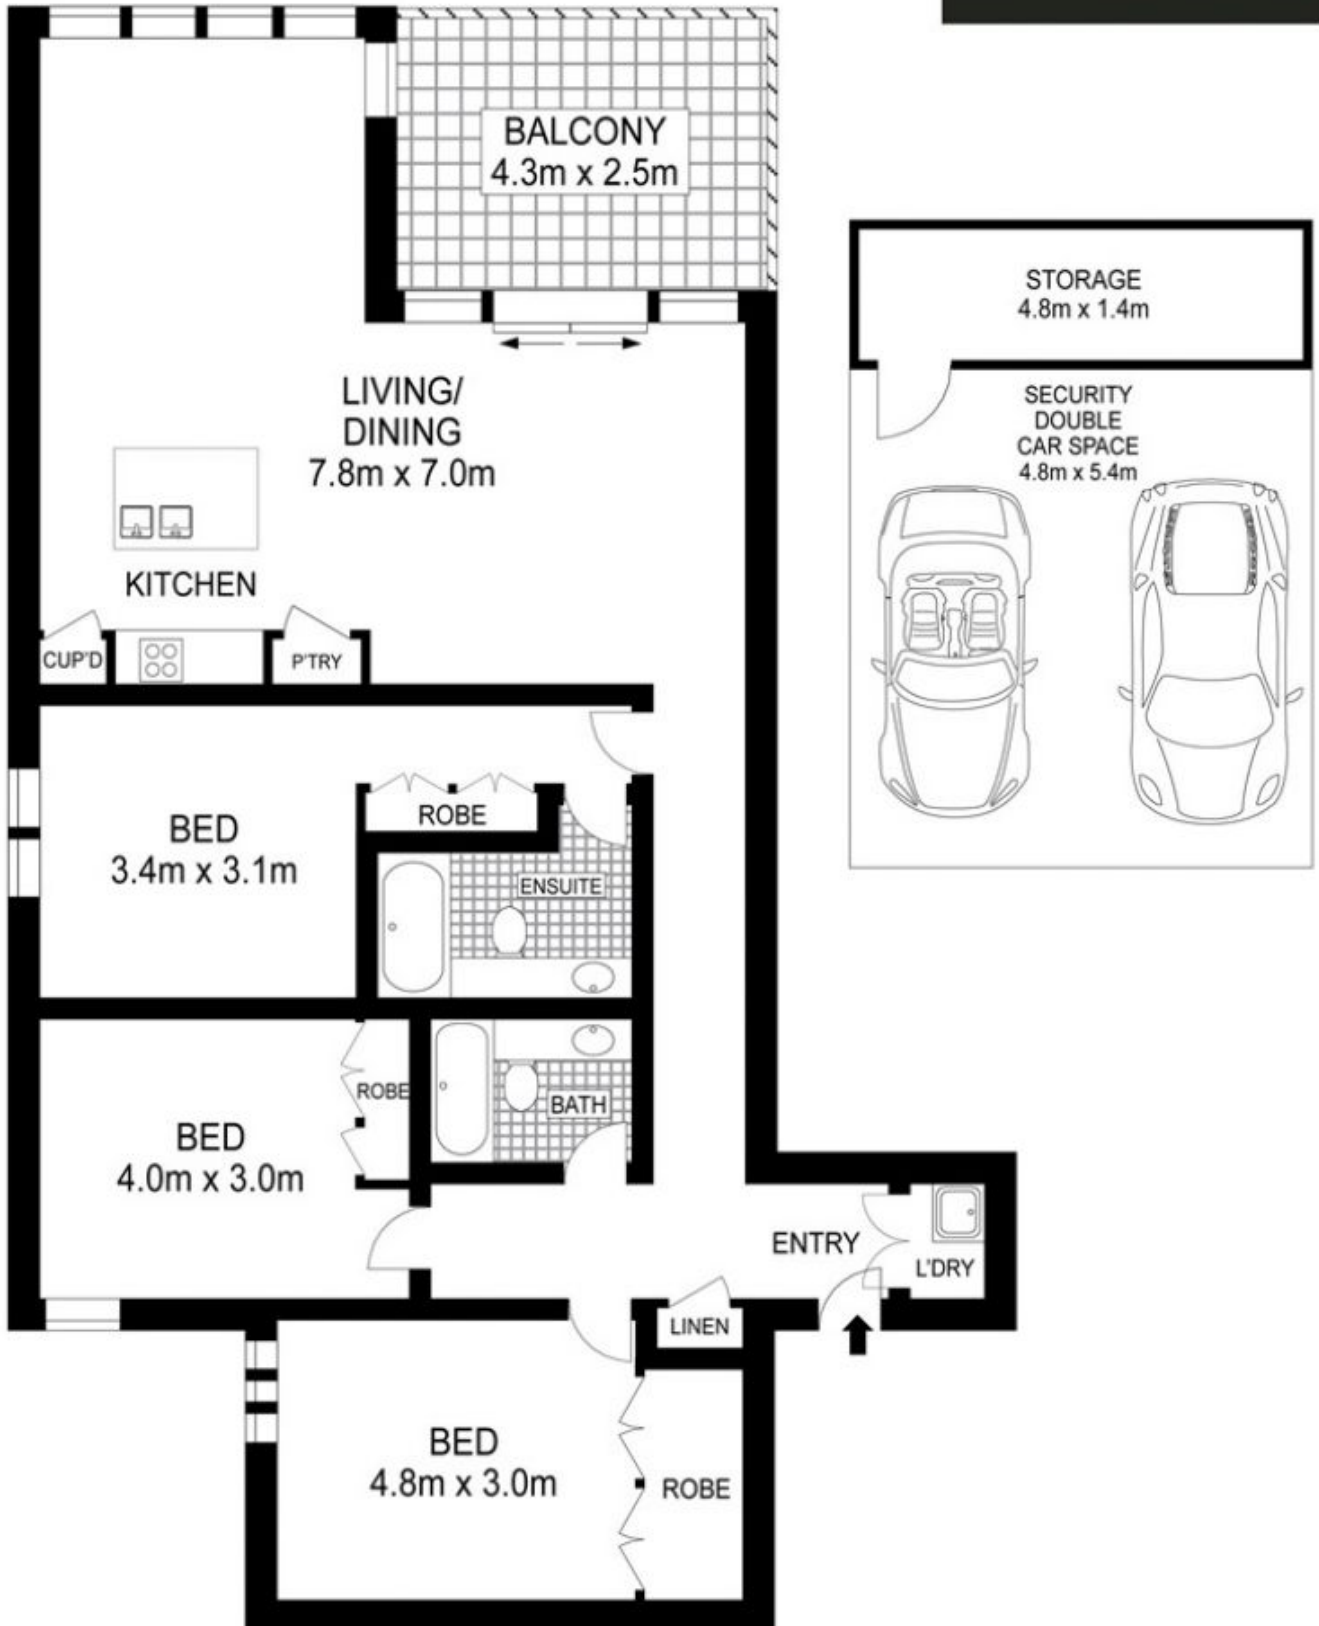 BALCONY
4.3m x 2.5m
STORAGE
4.8m x 1.4m
SECURITY
DOUBLE
CAR SPACE
4.8m x 5.4m
LIVING/
DINING
7.8m x 7.0m
KITCHEN
CUP'D
P'TRY
ROBE
BED
3.4m x 3.1m
ENSUITE
ROBE
BATH
BED
4.0m x 3.0m
ENTRY
L'DRY
LINEN
BED
4.8m x 3.0m
ROBE